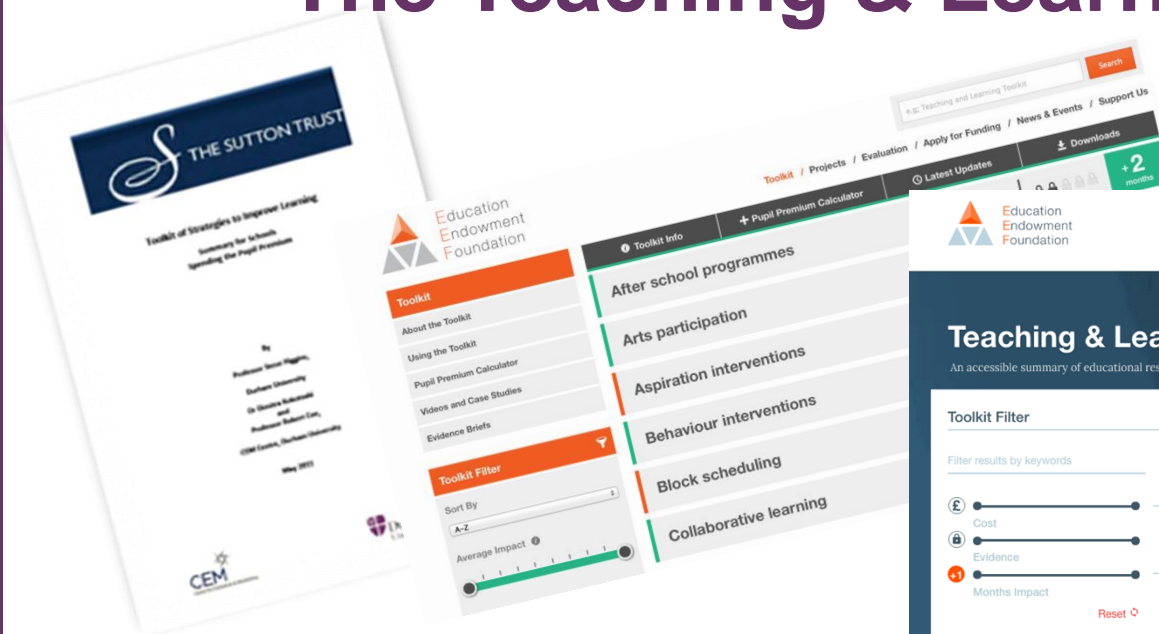 The Teaching & Learn
THE SUTTON TRUST
Toolkit of Strategies to Improve Learning
Summary for Schools
Spending the Pupil Premium
By
Professor Steve Higgins,
Durham University
and
Professor Robert Coe,
CEM Centre, Durham University
May 2011
CEM
e.g; Teaching and Learning Toolkit
Search
Toolkit / Projects / Evaluation / Apply for Funding / News & Events / Support Us
Education
Endowment
Foundation
Toolkit Info
+ Pupil Premium Calculator
Latest Updates
Downloads
+2
months
Toolkit
About the Toolkit
Using the Toolkit
Pupil Premium Calculator
Videos and Case Studies
Evidence Briefs
Toolkit Filter
Sort By
A-Z
Average Impact
After school programmes
Arts participation
Aspiration interventions
Behaviour interventions
Block scheduling
Collaborative learning
Education
Endowment
Foundation
Teaching & Lea
An accessible summary of educational res
Toolkit Filter
Filter results by keywords
£
Cost
Evidence
+1
Months Impact
Reset